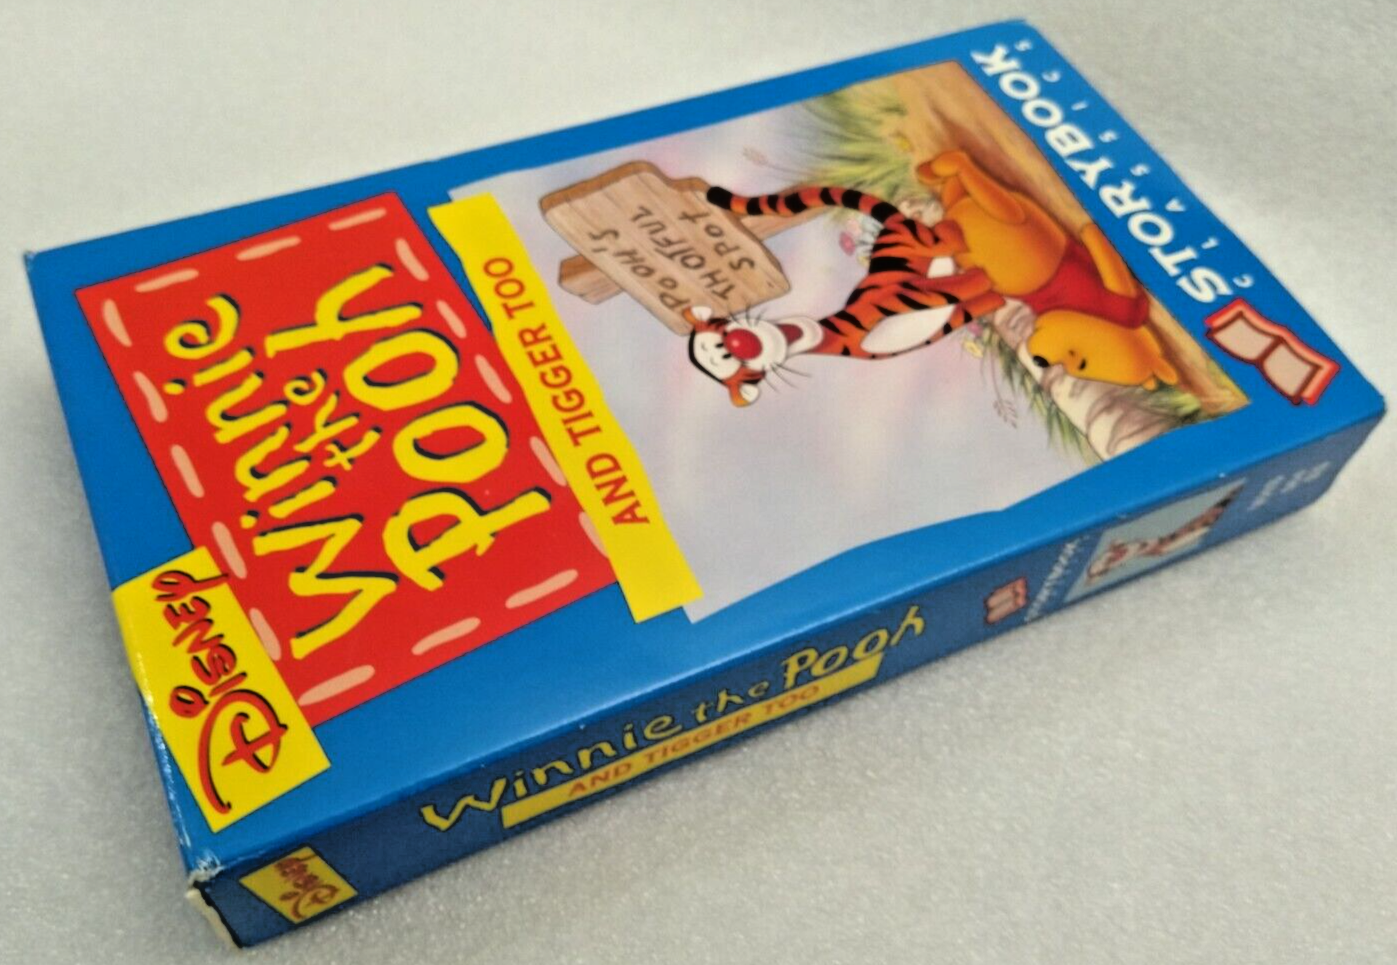 Disney
Winnie
the
Pooh
AND TIGGER TOO
POOH'S
THOTFUL
SPOT
STORYBOOK
CLASSICS
Disney
Winnie the Pooh
AND TIGGER TOO